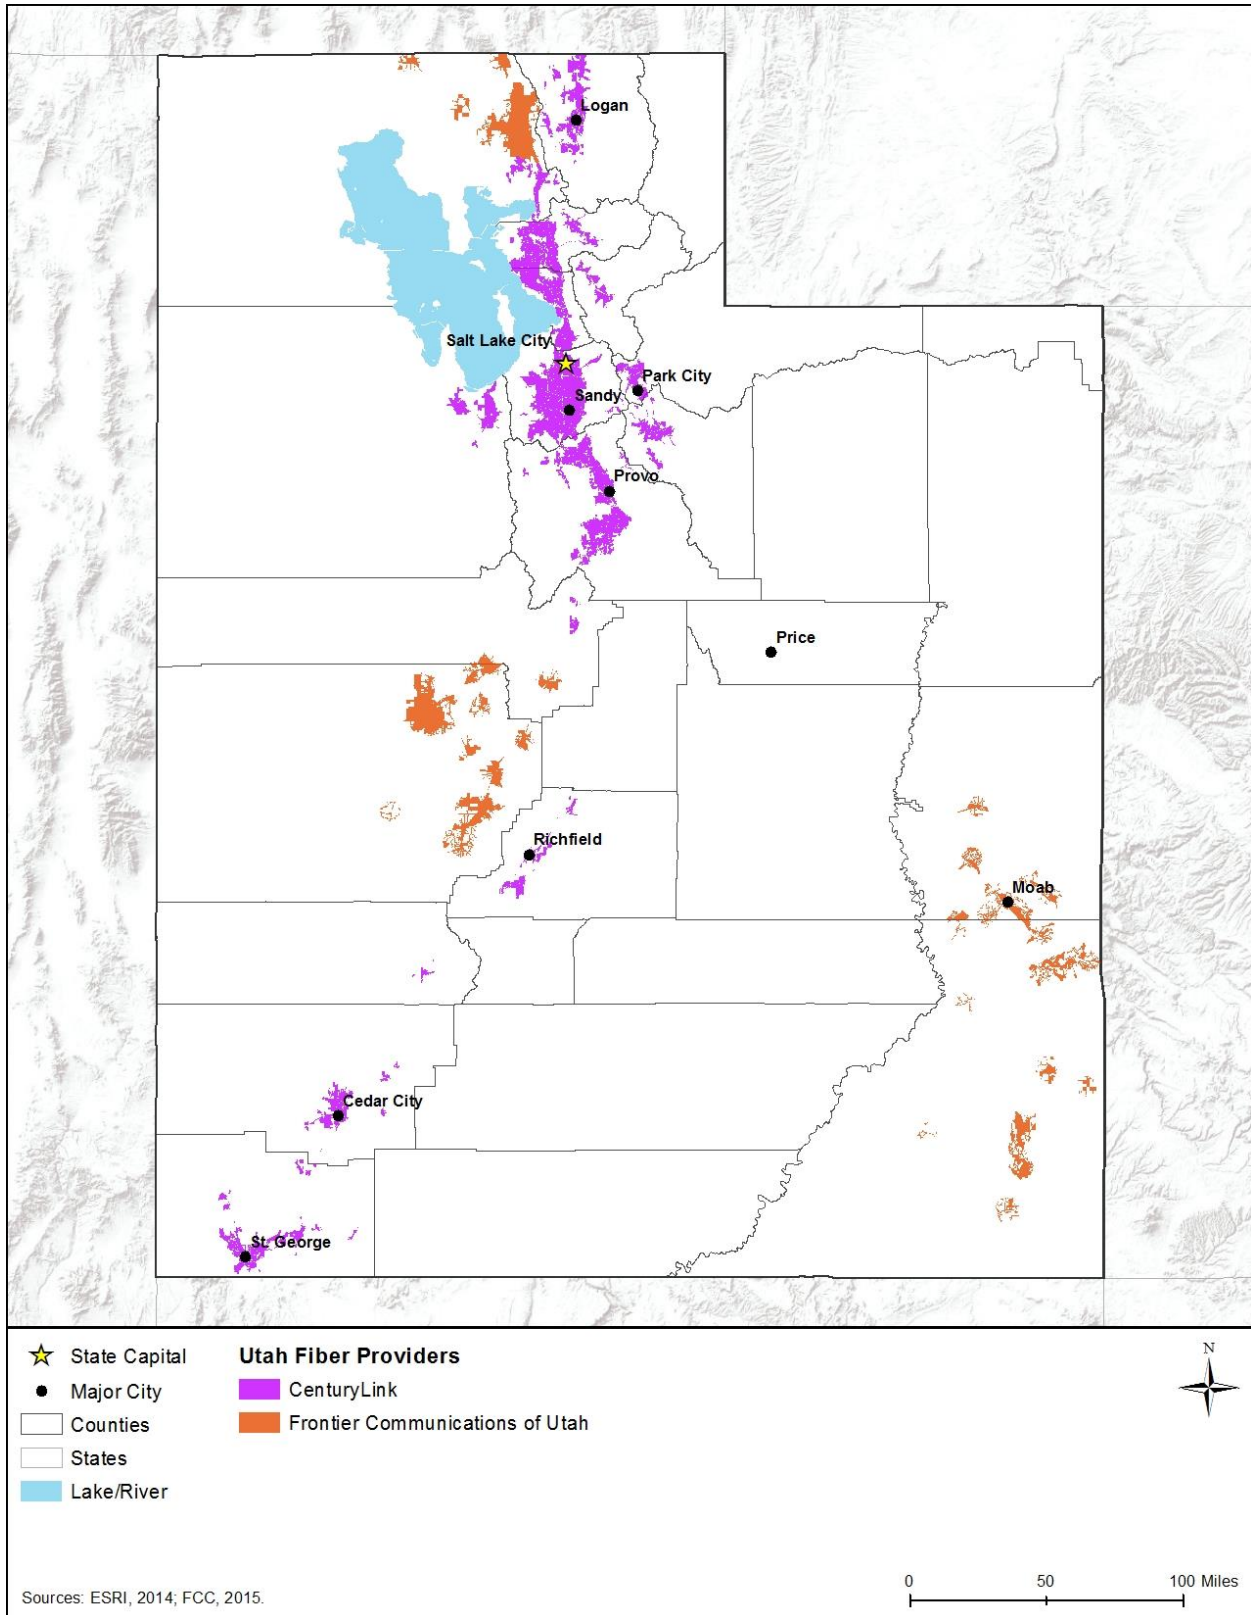 Logan
Salt Lake City
Park City
Sandy
Provo
Price
Richfield
Moab
Cedar City
St. George
State Capital
Major City
Counties
States
Lake/River
Utah Fiber Providers
CenturyLink
Frontier Communications of Utah
N
Sources: ESRI, 2014; FCC, 2015.
0 50 100 Miles